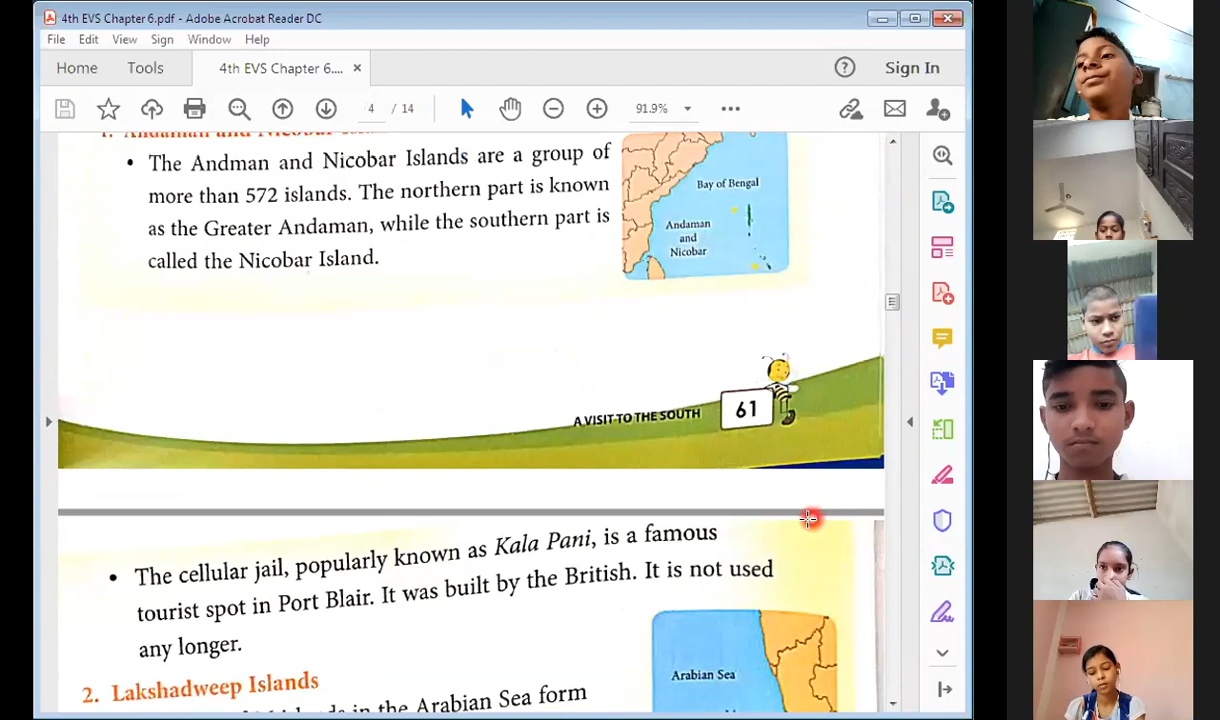 4th EVS Chapter 6.pdf - Adobe Acrobat Reader DC
File Edit View Sign Window Help
Home Tools 4th EVS Chapter 6.... × Sign In
4 / 14 91.9%
1. Andaman and Nicobar
• The Andman and Nicobar Islands are a group of
more than 572 islands. The northern part is known
as the Greater Andaman, while the southern part is
called the Nicobar Island.
Bay of Bengal
Andaman
and
Nicobar
A VISIT TO THE SOUTH 61
• The cellular jail, popularly known as Kala Pani, is a famous
tourist spot in Port Blair. It was built by the British. It is not used
any longer.
2. Lakshadweep Islands
in the Arabian Sea form
Arabian Sea